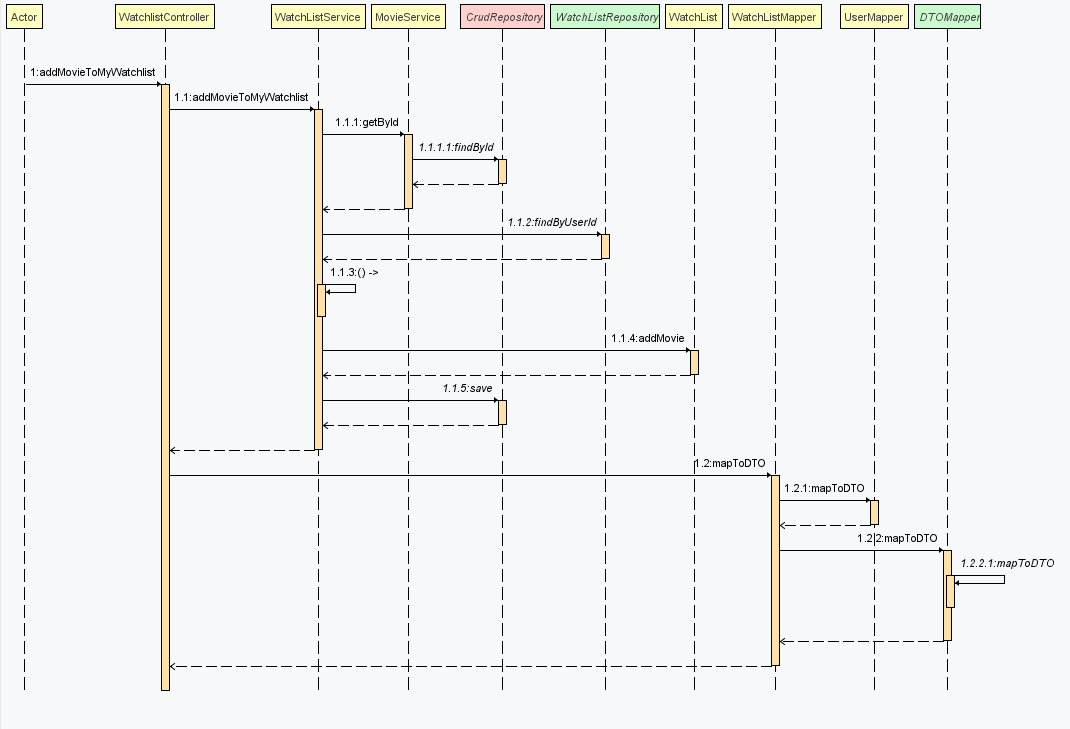 Actor
WatchlistController
WatchListService
MovieService
CrudRepository
WatchListRepository
WatchList
WatchListMapper
UserMapper
DTOMapper
1:addMovieToMyWatchlist
1.1:addMovieToMyWatchlist
1.1.1:getById
1.1.1.1:findById
1.1.2:findByUserId
1.1.3:() ->
1.1.4:addMovie
1.1.5:save
1.2:mapToDTO
1.2.1:mapToDTO
1.2.2:mapToDTO
1.2.2.1:mapToDTO